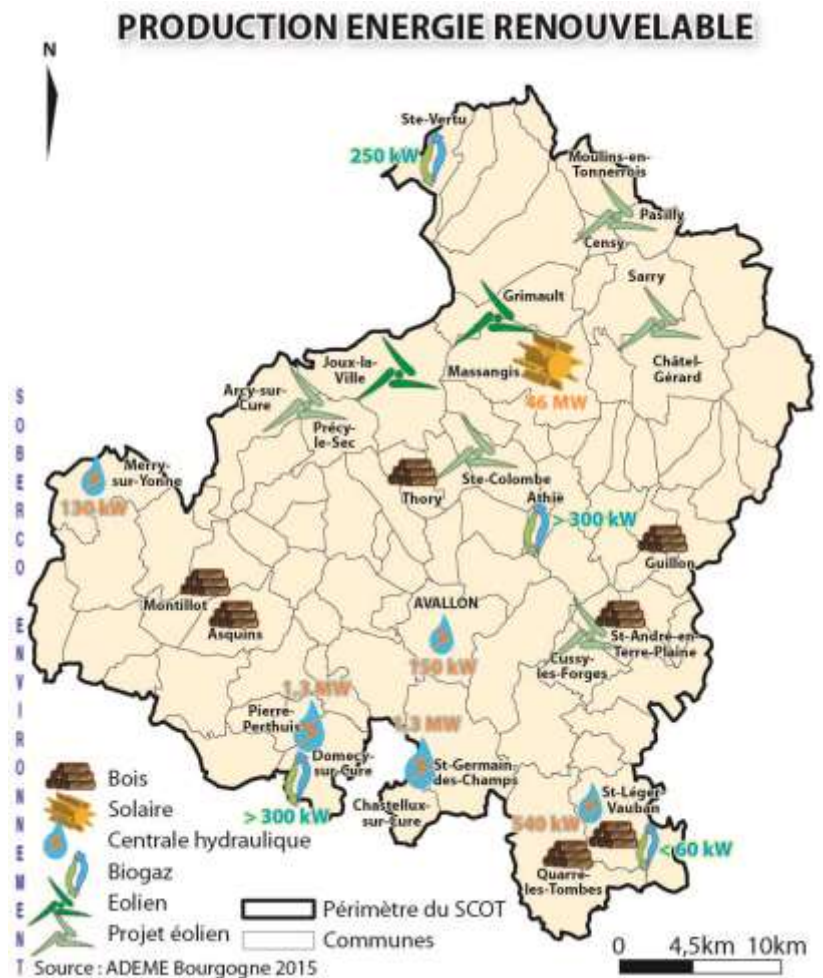 PRODUCTION ENERGIE RENOUVELABLE
N
Ste-Vertu
250 kW
Moulins-en-
Tonnerrois
Pasilly
Censy
Sarry
Grimault
Châtel-
Gérard
Joux-la-
Ville
Massangis
46 MW
Arcy-sur-
Cure
Précy-
le-Sec
Merry-
sur-Yonne
130 kW
Thory
Ste-Colombe
Athie
> 300 kW
Guillon
Montillot
Asquins
AVALLON
150 kW
St-André-en-
Terre-Plaine
Cussy-
les-Forges
1,3 MW
Pierre-
Perthuis
Domecy-
sur-Cure
> 300 kW
MW
St-Germain-
des-Champs
Chastellux-
sur-Cure
St-Léger-
Vauban
540 kW
< 60 kW
Quarré-
les-Tombes
Bois
Solaire
Centrale hydraulique
Biogaz
Eolien
Projet éolien
Périmètre du SCOT
Communes
0 4,5km 10km
Source : ADEME Bourgogne 2015
SOBERCO ENVIRONNEMENT